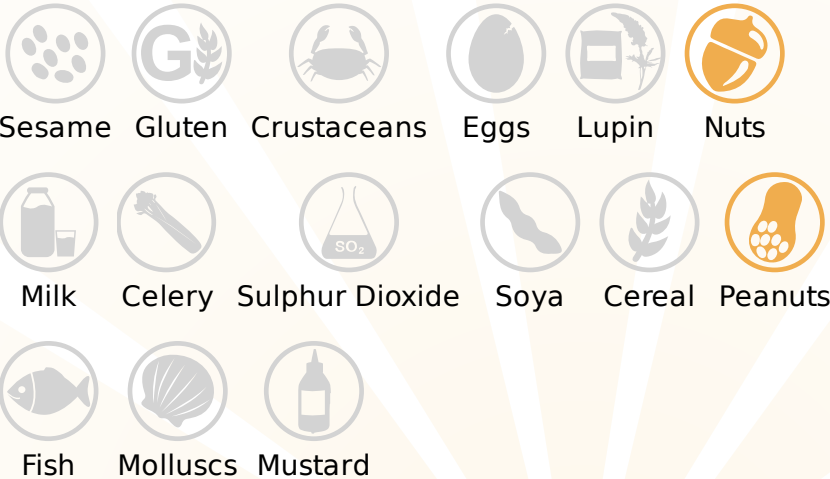 G
Sesame Gluten Crustaceans Eggs Lupin Nuts
SO₂
Milk Celery Sulphur Dioxide Soya Cereal Peanuts
Fish Molluscs Mustard